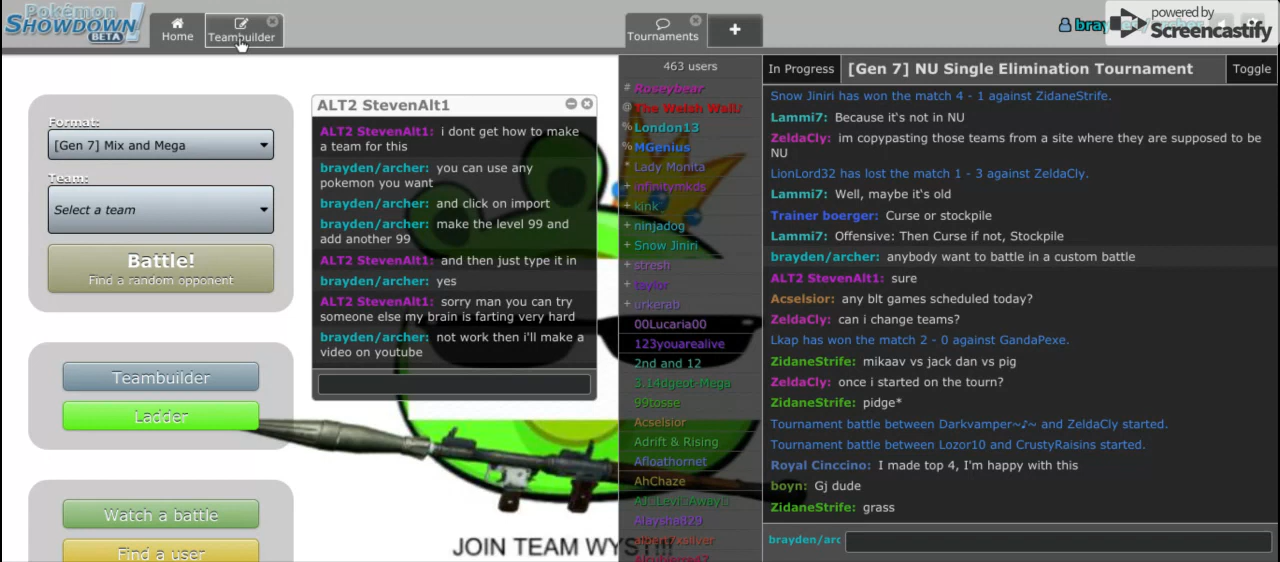 Pokémon
SHOWDOWN!
BETA
Home
Teambuilder
Tournaments
+
powered by
Screencastify
Format:
[Gen 7] Mix and Mega
Team:
Select a team
Battle!
Find a random opponent
Teambuilder
Ladder
Watch a battle
Find a user
ALT2 StevenAlt1
ALT2 StevenAlt1: i dont get how to make
a team for this
brayden/archer: you can use any
pokemon you want
brayden/archer: and click on import
brayden/archer: make the level 99 and
add another 99
ALT2 StevenAlt1: and then just type it in
brayden/archer: yes
ALT2 StevenAlt1: sorry man you can try
someone else my brain is farting very hard
brayden/archer: not work then i'll make a
video on youtube
JOIN TEAM WYST!!!
463 users
# Roseybear
@ The Welsh Wall♪
% London13
% MGenius
* Lady Monita
+ infinitymkds
+ kink
+ ninjadog
+ Snow Jiniri
+ stresh
+ taylor
+ urkerab
00Lucaria00
123youarealive
2nd and 12
3.14dgeot-Mega
99tosse
Acselsior
Adrift & Rising
Afloathornet
AhChaze
Alaysha829
In Progress
[Gen 7] NU Single Elimination Tournament
Toggle
Snow Jiniri has won the match 4 - 1 against ZidaneStrife.
Lammi7: Because it's not in NU
ZeldaCly: im copypasting those teams from a site where they are supposed to be
NU
LionLord32 has lost the match 1 - 3 against ZeldaCly.
Lammi7: Well, maybe it's old
Trainer boerger: Curse or stockpile
Lammi7: Offensive: Then Curse if not, Stockpile
brayden/archer: anybody want to battle in a custom battle
ALT2 StevenAlt1: sure
Acselsior: any blt games scheduled today?
ZeldaCly: can i change teams?
Lkap has won the match 2 - 0 against GandaPexe.
ZidaneStrife: mikaav vs jack dan vs pig
ZeldaCly: once i started on the tourn?
ZidaneStrife: pidge*
Tournament battle between Darkvamper~♪~ and ZeldaCly started.
Tournament battle between Lozor10 and CrustyRaisins started.
Royal Cinccino: I made top 4, I'm happy with this
boyn: Gj dude
ZidaneStrife: grass
brayden/arc